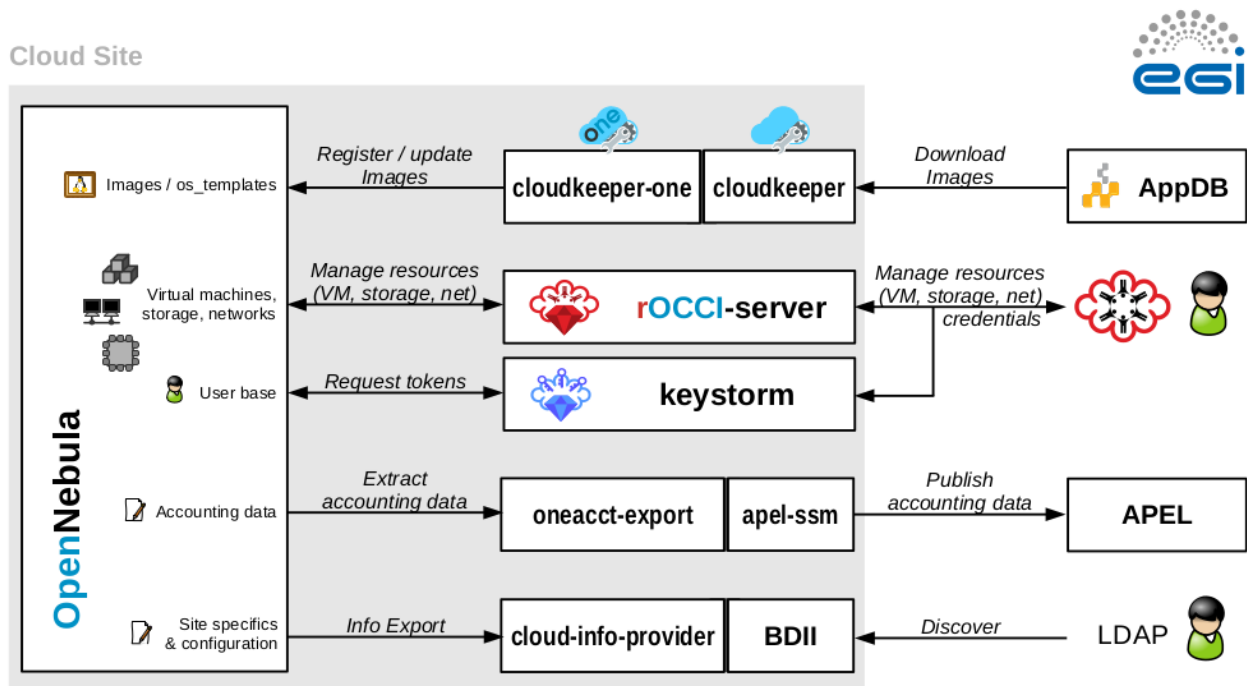 Cloud Site
egi
one
Register / update
Images
cloudkeeper-one
cloudkeeper
Download
Images
AppDB
Images / os_templates
Manage resources
(VM, storage, net)
rOCCI-server
Manage resources
(VM, storage, net)
credentials
Virtual machines,
storage, networks
Request tokens
keystorm
User base
OpenNebula
Extract
accounting data
oneacct-export
apel-ssm
Publish
accounting data
APEL
Accounting data
Site specifics
& configuration
Info Export
cloud-info-provider
BDII
Discover
LDAP